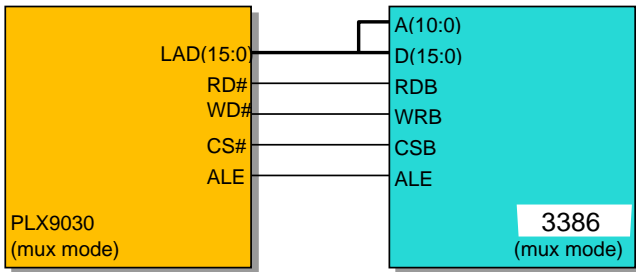 A(10:0)
LAD(15:0) D(15:0)
RD# RDB
WD# WRB
CS# CSB
ALE ALE
PLX9030 3386
(mux mode) (mux mode)